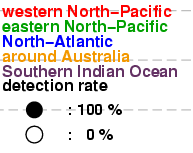 western North-Pacific
eastern North-Pacific
North-Atlantic
around Australia
Southern Indian Ocean
detection rate
: 100 %
: 0 %